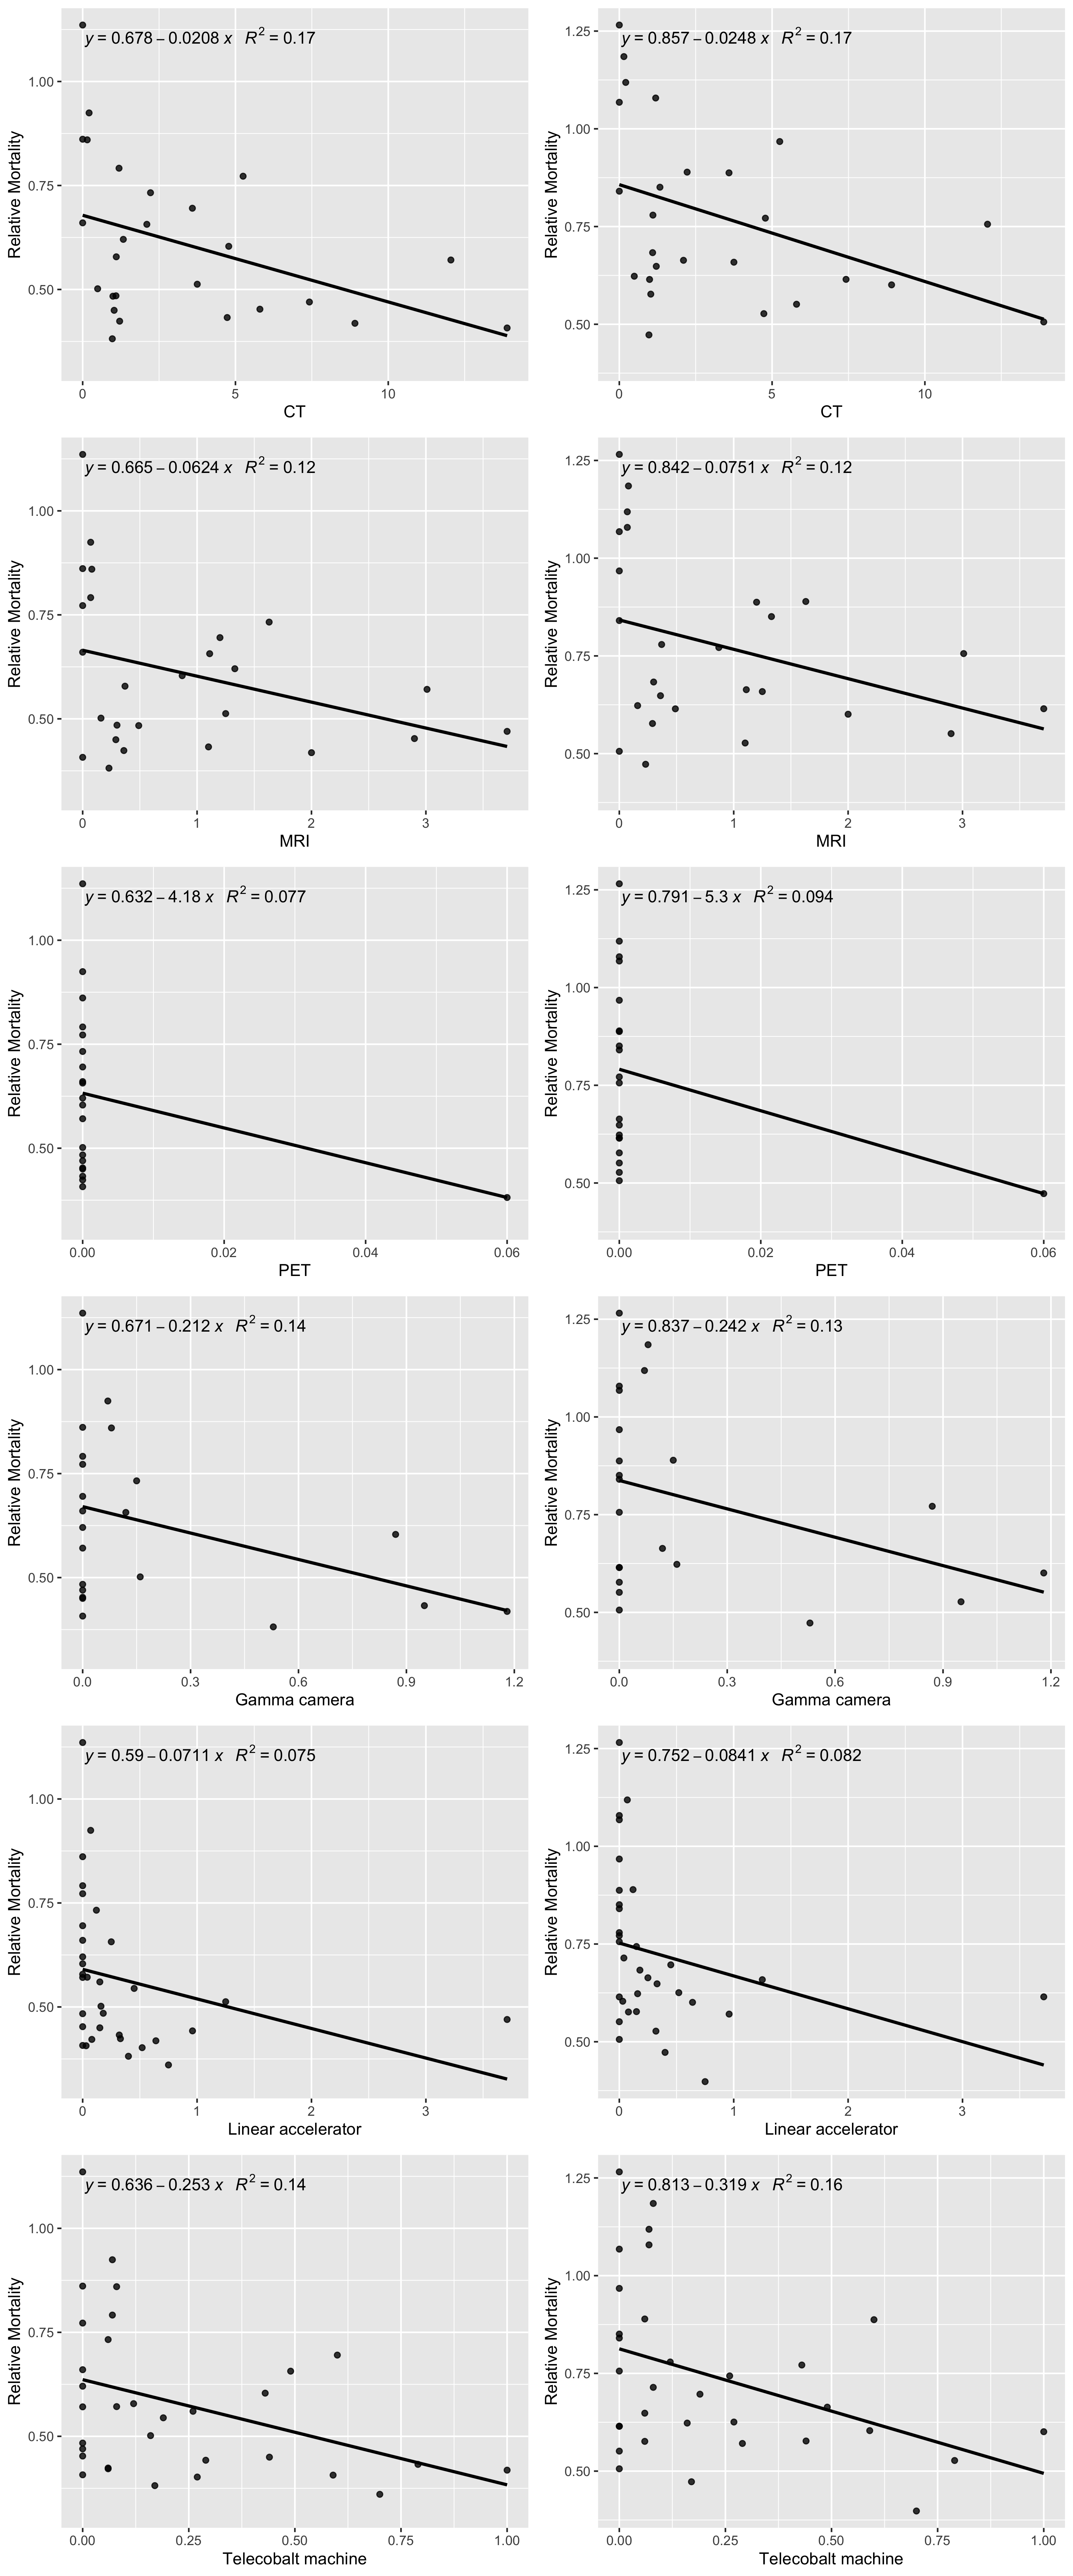 y = 0.678 – 0.0208 x R² = 0.17
1.00
0.75
0.50
Relative Mortality
0 5 10
CT
y = 0.857 – 0.0248 x R² = 0.17
1.25
1.00
0.75
0.50
Relative Mortality
0 5 10
CT
y = 0.665 – 0.0624 x R² = 0.12
1.00
0.75
0.50
Relative Mortality
0 1 2 3
MRI
y = 0.842 – 0.0751 x R² = 0.12
1.25
1.00
0.75
0.50
Relative Mortality
0 1 2 3
MRI
y = 0.632 – 4.18 x R² = 0.077
1.00
0.75
0.50
Relative Mortality
0.00 0.02 0.04 0.06
PET
y = 0.791 – 5.3 x R² = 0.094
1.25
1.00
0.75
0.50
Relative Mortality
0.00 0.02 0.04 0.06
PET
y = 0.671 – 0.212 x R² = 0.14
1.00
0.75
0.50
Relative Mortality
0.0 0.3 0.6 0.9 1.2
Gamma camera
y = 0.837 – 0.242 x R² = 0.13
1.25
1.00
0.75
0.50
Relative Mortality
0.0 0.3 0.6 0.9 1.2
Gamma camera
y = 0.59 – 0.0711 x R² = 0.075
1.00
0.75
0.50
Relative Mortality
0 1 2 3
Linear accelerator
y = 0.752 – 0.0841 x R² = 0.082
1.25
1.00
0.75
0.50
Relative Mortality
0 1 2 3
Linear accelerator
y = 0.636 – 0.253 x R² = 0.14
1.00
0.75
0.50
Relative Mortality
0.00 0.25 0.50 0.75 1.00
Telecobalt machine
y = 0.813 – 0.319 x R² = 0.16
1.25
1.00
0.75
0.50
Relative Mortality
0.00 0.25 0.50 0.75 1.00
Telecobalt machine